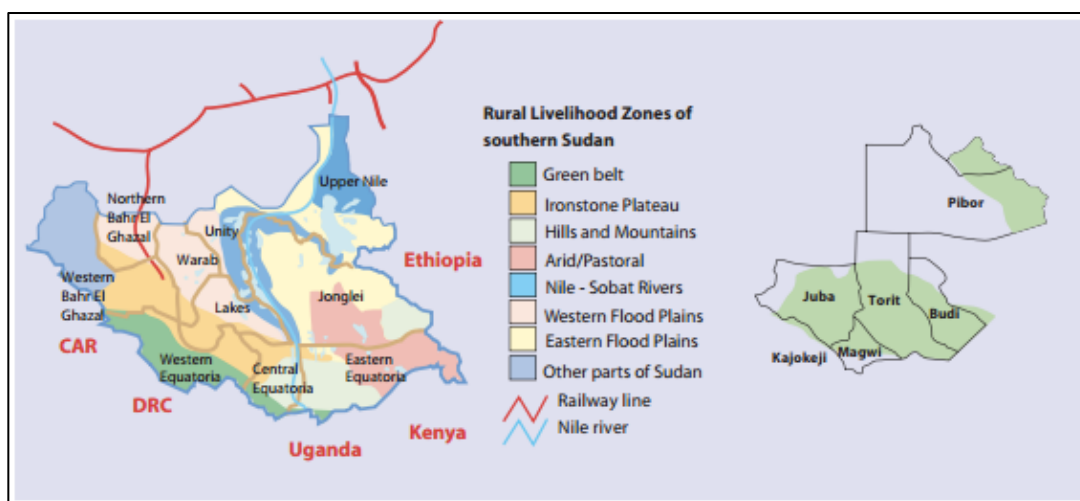 Northern
Bahr El
Ghazal
Unity
Warab
Western
Bahr El
Ghazal
Lakes
Upper Nile
Jonglei
Western
Equatoria
Central
Equatoria
Eastern
Equatoria
Ethiopia
CAR
DRC
Uganda
Kenya
Rural Livelihood Zones of
southern Sudan
Green belt
Ironstone Plateau
Hills and Mountains
Arid/Pastoral
Nile - Sobat Rivers
Western Flood Plains
Eastern Flood Plains
Other parts of Sudan
Railway line
Nile river
Pibor
Juba
Torit
Budi
Kajokeji
Magwi